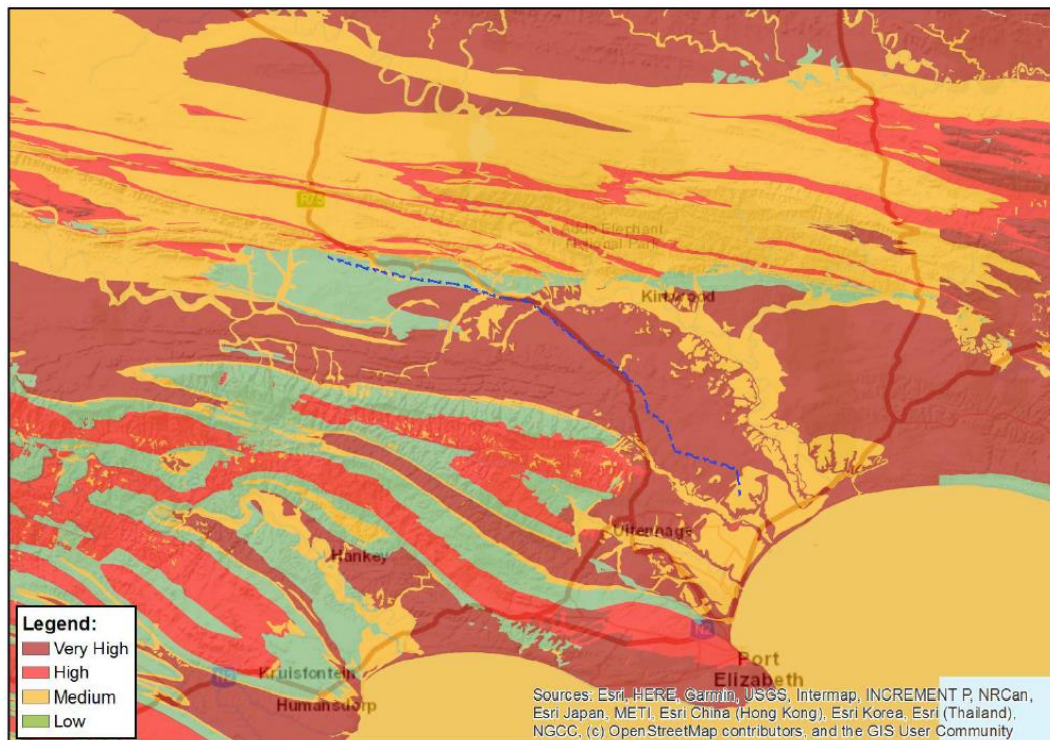 R75
Addo Elephant
National Park
Kirkwood
Uitenhage
Hankey
Legend:
Very High
High
Medium
Low
Kruisfontein
Humansdorp
N2
Port
Elizabeth
Sources: Esri, HERE, Garmin, USGS, Intermap, INCREMENT P, NRCan,
Esri Japan, METI, Esri China (Hong Kong), Esri Korea, Esri (Thailand),
NGCC, (c) OpenStreetMap contributors, and the GIS User Community